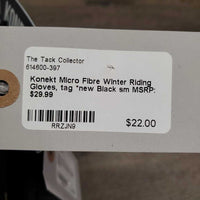 The Tack Collector
614600-397
Konekt Micro Fibre Winter Riding
Gloves, tag *new Black sm MSRP:
$29.99
RRZJN9
$22.00